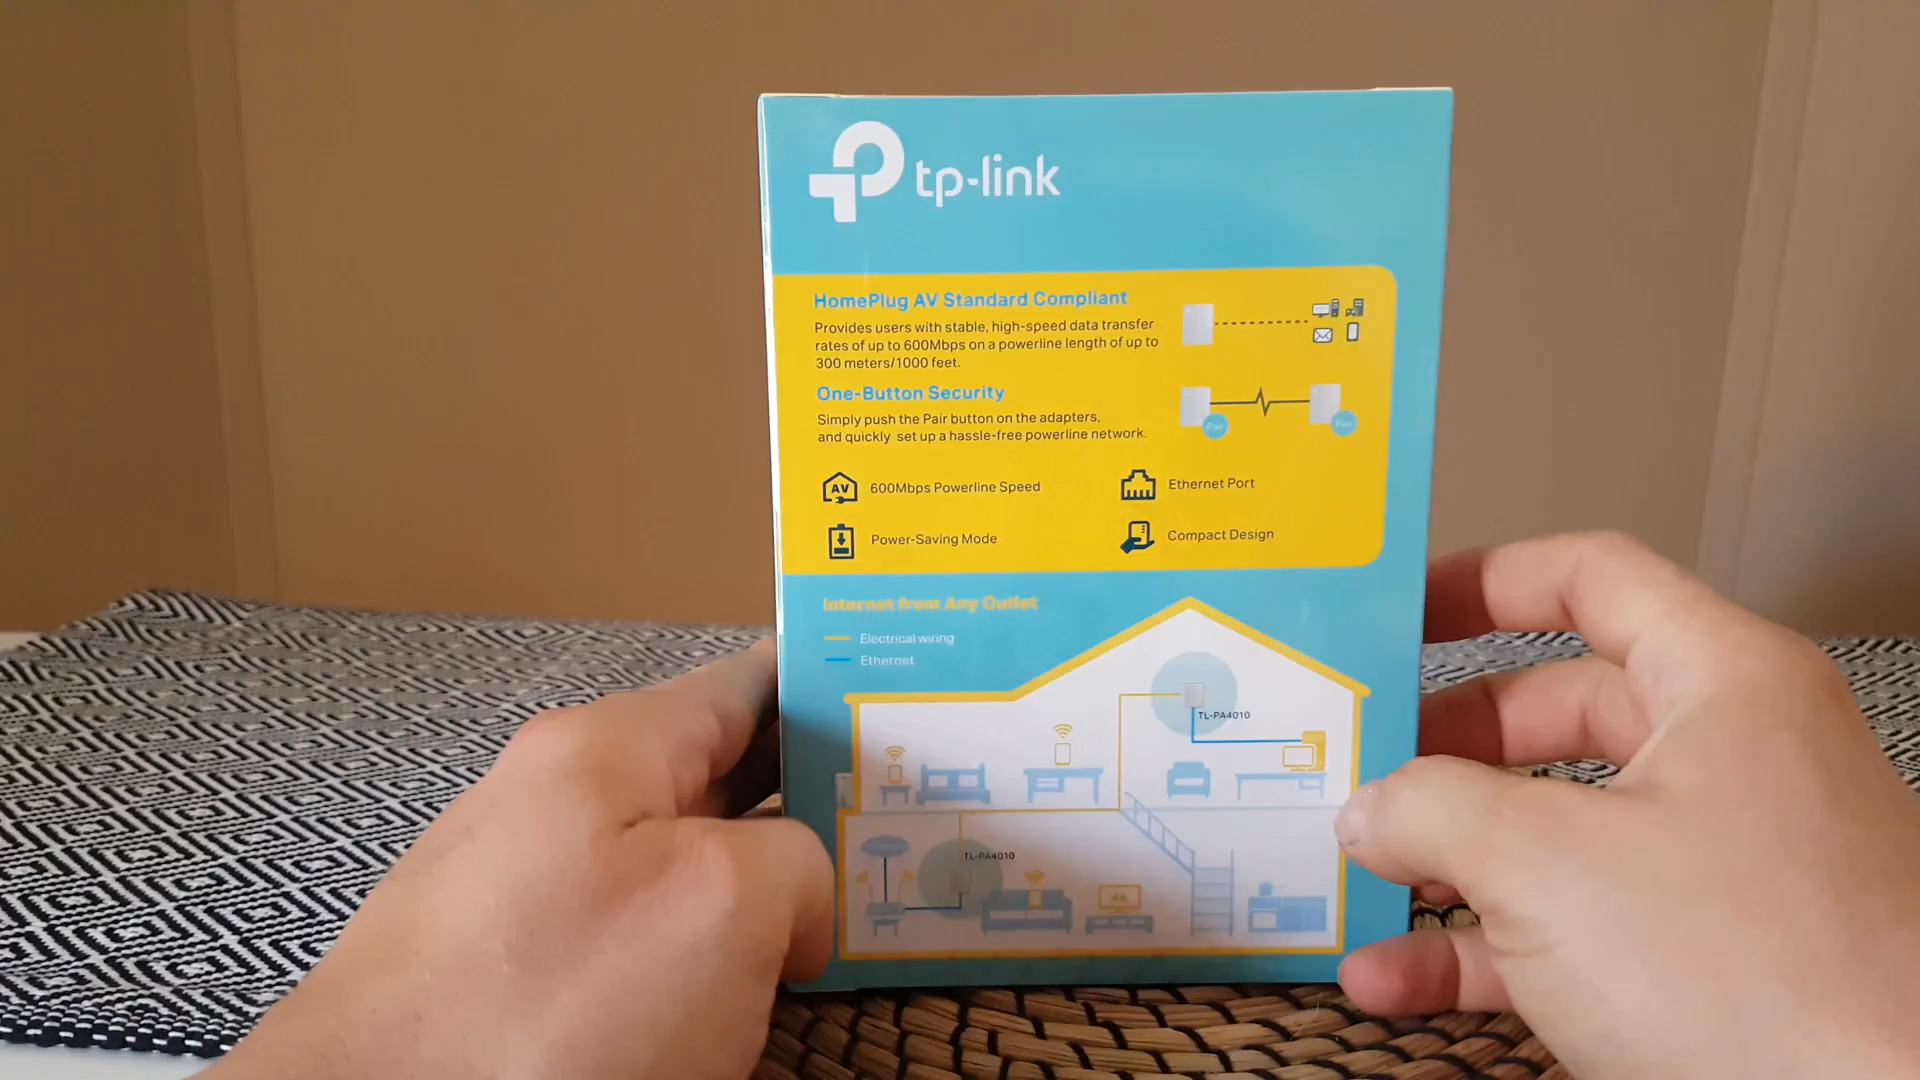 tp-link
HomePlug AV Standard Compliant
Provides users with stable, high-speed data transfer
rates of up to 600Mbps on a powerline length of up to
300 meters/1000 feet.
One-Button Security
Simply push the Pair button on the adapters,
and quickly set up a hassle-free powerline network.
Pair
Pair
AV
600Mbps Powerline Speed
Ethernet Port
Power-Saving Mode
Compact Design
Internet from Any Outlet
Electrical wiring
Ethernet
TL-PA4010
TL-PA4010
4K